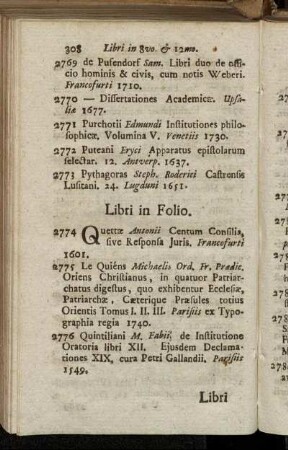 308 Libri in 8vo. & 12mo.
2769 de Pufendorf Sam. Libri duo de offi-
cio hominis & civis, cum notis Weberi.
Francofurti 1710.
2770 — Dissertationes Academicæ. Upsa-
liæ 1677.
2771 Purchotii Edmundi Institutiones philo-
sophicæ, Volumina V. Venetiis 1730.
2772 Puteani Eryci Apparatus epistolarum
selectar. 12. Antverp. 1637.
2773 Pythagoras Steph. Roderici Castrensis
Lusitani. 24. Lugduni 1651.
Libri in Folio.
2774 Quettæ Antonii Centum Consilia,
sive Responsa Juris. Francofurti
1601.
2775 Le Quiéns Michaelis Ord. Fr. Prædic.
Oriens Christianus, in quatuor Patriar-
chatus digestus, quo exhibentur Ecclesiæ,
Patriarchæ, Cæterique Præsules totius
Orientis Tomus I. II. III. Parisiis ex Typo-
graphia regia 1740.
2776 Quintiliani M. Fabii, de Institutione
Oratoria libri XII. Ejusdem Declama-
tiones XIX. cura Petri Gallandii. Parisiis
1549.
Libri